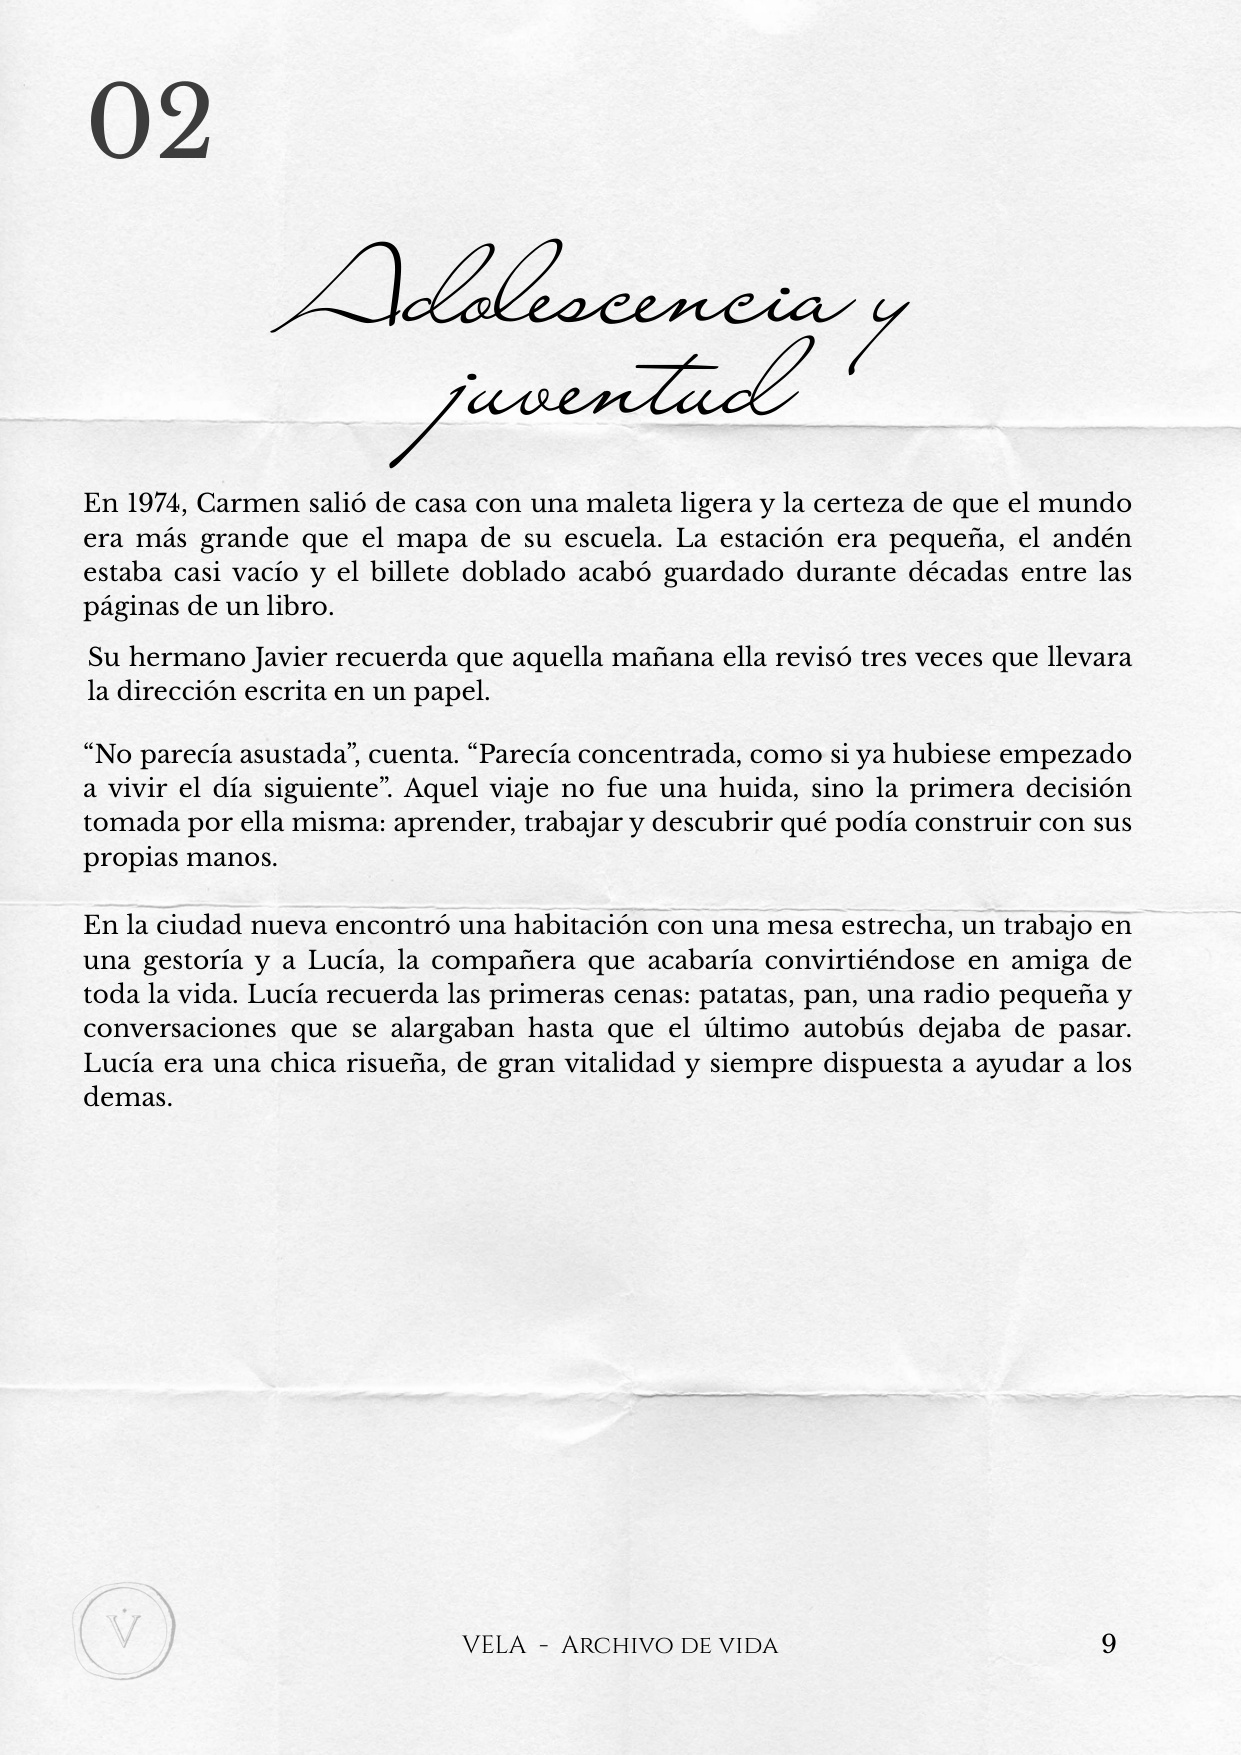 02
Adolescencia y
juventud
En 1974, Carmen salió de casa con una maleta ligera y la certeza de que el mundo
era más grande que el mapa de su escuela. La estación era pequeña, el andén
estaba casi vacío y el billete doblado acabó guardado durante décadas entre las
páginas de un libro.
Su hermano Javier recuerda que aquella mañana ella revisó tres veces que llevara
la dirección escrita en un papel.
“No parecía asustada”, cuenta. “Parecía concentrada, como si ya hubiese empezado
a vivir el día siguiente”. Aquel viaje no fue una huida, sino la primera decisión
tomada por ella misma: aprender, trabajar y descubrir qué podía construir con sus
propias manos.
En la ciudad nueva encontró una habitación con una mesa estrecha, un trabajo en
una gestoría y a Lucía, la compañera que acabaría convirtiéndose en amiga de
toda la vida. Lucía recuerda las primeras cenas: patatas, pan, una radio pequeña y
conversaciones que se alargaban hasta que el último autobús dejaba de pasar.
Lucía era una chica risueña, de gran vitalidad y siempre dispuesta a ayudar a los
demas.
V
VELA - ARCHIVO DE VIDA
9